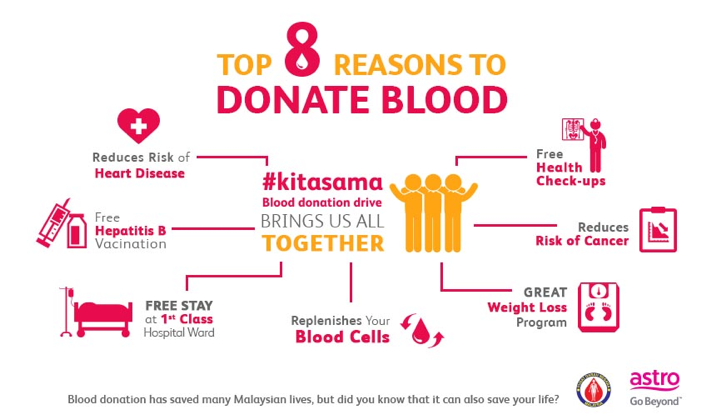 TOP 8 REASONS TO
DONATE BLOOD
Reduces Risk of
Heart Disease
Free
Hepatitis B
Vacination
FREE STAY
at 1st Class
Hospital Ward
#kitasama
Blood donation drive
BRINGS US ALL
TOGETHER
Replenishes Your
Blood Cells
Free
Health
Check-ups
Reduces
Risk of Cancer
GREAT
Weight Loss
Program
Blood donation has saved many Malaysian lives, but did you know that it can also save your life?
astro
Go Beyond™